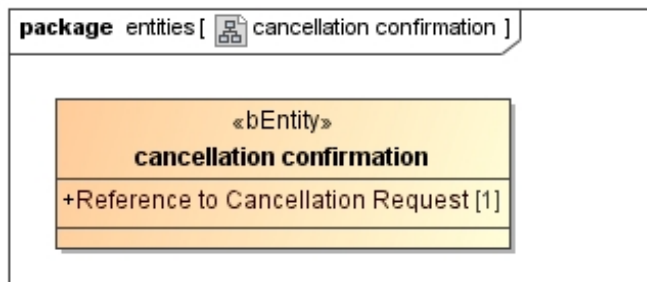 package entities [ cancellation confirmation ]
«bEntity»
cancellation confirmation
+Reference to Cancellation Request [1]